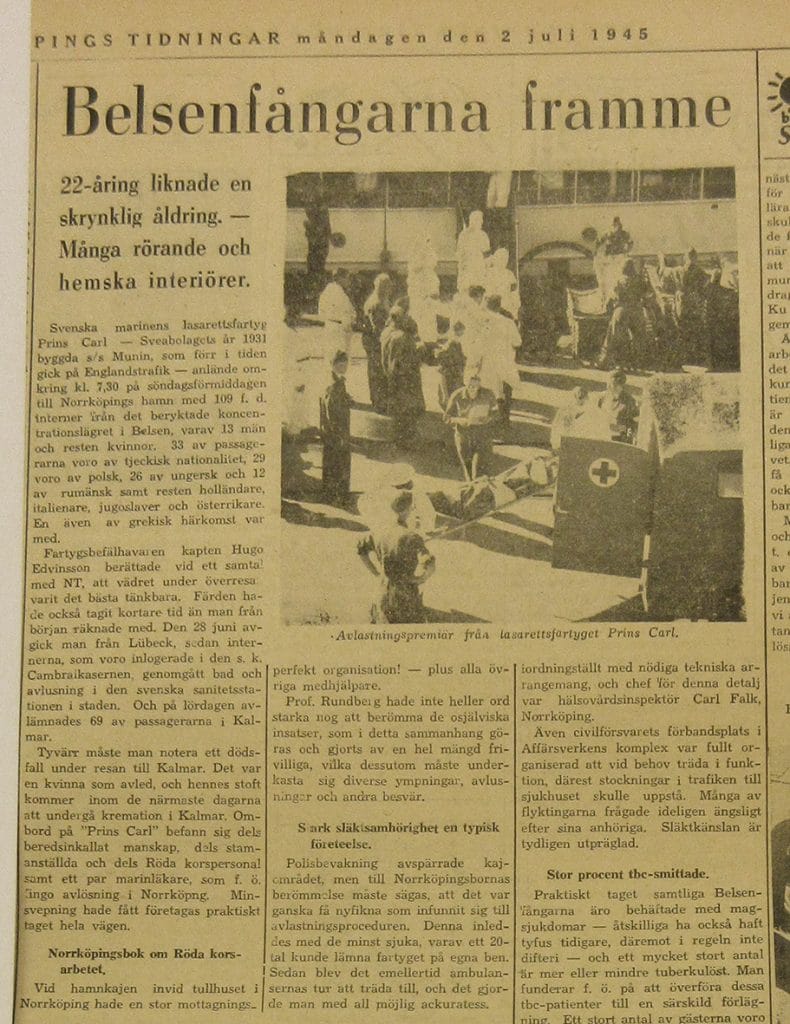 PINGS TIDNINGAR måndagen den 2 juli 1945
Belsenfångarna framme
22-åring liknade en
skrynklig åldring. —
Många rörande och
hemska interiörer.
Svenska marinens lasarettsfartyg
Prins Carl — Sveabolagets år 1931
byggda s/s Munin, som förr i tiden
gick på Englandstrafik — anlände om-
kring kl. 7,30 på söndagsförmiddagen
till Norrköpings hamn med 109 f. d.
interner från det beryktade koncen-
trationslägret i Belsen, varav 13 män
och resten kvinnor. 33 av passage-
rarna voro av tjeckisk nationalitet, 29
voro av polsk, 26 av ungersk och 12
av rumänsk samt resten holländare,
italienare, jugoslaver och österrikare.
En även av grekisk härkomst var
med.
Fartygsbefälhavaren kapten Hugo
Edvinsson berättade vid ett samtal
med NT, att vädret under överresa
varit det bästa tänkbara. Färden ha-
de också tagit kortare tid än man från
början räknade med. Den 28 juni av-
gick man från Lübeck, sedan inter-
nerna, som voro inlogerade i den s. k.
Cambraikasernen, genomgått bad och
avlusning i den svenska sanitetssta-
tionen i staden. Och på lördagen av-
lämnades 69 av passagerarna i Kal-
mar.
Tyvärr måste man notera ett döds-
fall under resan till Kalmar. Det var
en kvinna som avled, och hennes stoft
kommer inom de närmaste dagarna
att undergå kremation i Kalmar. Om-
bord på "Prins Carl" befann sig dels
beredsinkallat manskap, dels stam-
anställda och dels Röda korspersonal
samt ett par marinläkare, som f. ö.
ingo avlösning i Norrköpng. Min-
svepning hade fått företagas praktiskt
taget hela vägen.
Norrköpingsbok om Röda kors-
arbetet.
Vid hamnkajen invid tullhuset i
Norrköping hade en stor mottagnings-
Avlastningspremiär från lasarettsfartyget Prins Carl.
perfekt organisation! — plus alla öv-
riga medhjälpare.
Prof. Rundberg hade inte heller ord
starka nog att berömma de osjälviska
insatser, som i detta sammanhang gö-
ras och gjorts av en hel mängd fri-
villiga, vilka dessutom måste under-
kasta sig diverse ympningar, avlus-
ningar och andra besvär.
Stark släktsamhörighet en typisk
företeelse.
Polisbevakning avspärrade kaj-
området, men till Norrköpingsbornas
berömmelse måste sägas, att det var
ganska få nyfikna som infunnit sig till
avlastningsproceduren. Denna inled-
des med de minst sjuka, varav ett 20-
tal kunde lämna fartyget på egna ben.
Sedan blev det emellertid ambulan-
sernas tur att träda till, och det gjor-
de man med all möjlig ackuratess.
iordningställt med nödiga tekniska ar-
rangemang, och chef för denna detalj
var hälsovårdsinspektör Carl Falk,
Norrköping.
Även civilförsvarets förbandsplats i
Affärsverkens komplex var fullt or-
ganiserad att vid behov träda i funk-
tion, därest stockningar i trafiken till
sjukhuset skulle uppstå. Många av
flyktingarna frågade ideligen ängsligt
efter sina anhöriga. Släktkänslan är
tydligen utpräglad.
Stor procent tbc-smittade.
Praktiskt taget samtliga Belsen-
fångarna äro behäftade med mag-
sjukdomar — åtskilliga ha också haft
tyfus tidigare, däremot i regeln inte
difteri — och ett mycket stort antal
är mer eller mindre tuberkulöst. Man
funderar f. ö. på att överföra dessa
tbc-patienter till en särskild förlägg-
ning. Ett stort antal av gästerna voro